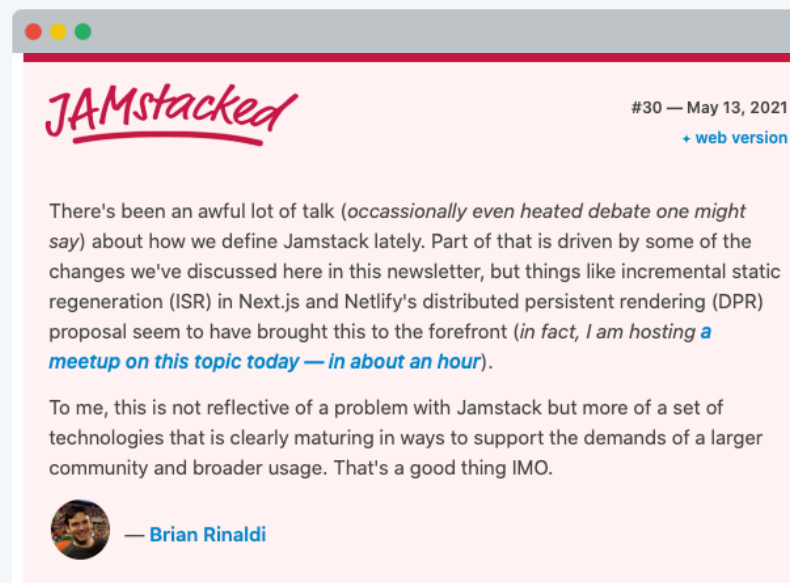 JAMstacked
#30 — May 13, 2021
+ web version
There's been an awful lot of talk (occassionally even heated debate one might
say) about how we define Jamstack lately. Part of that is driven by some of the
changes we've discussed here in this newsletter, but things like incremental static
regeneration (ISR) in Next.js and Netlify's distributed persistent rendering (DPR)
proposal seem to have brought this to the forefront (in fact, I am hosting a
meetup on this topic today — in about an hour).
To me, this is not reflective of a problem with Jamstack but more of a set of
technologies that is clearly maturing in ways to support the demands of a larger
community and broader usage. That's a good thing IMO.
— Brian Rinaldi